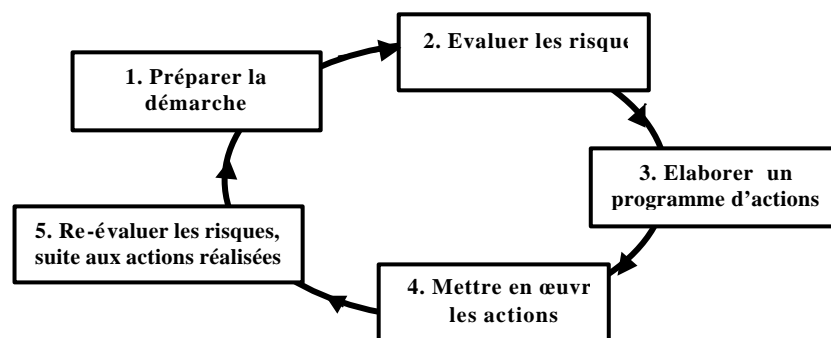 1. Préparer la
démarche
2. Evaluer les risque
3. Elaborer un
programme d'actions
4. Mettre en œuvr
les actions
5. Re-évaluer les risques,
suite aux actions réalisées